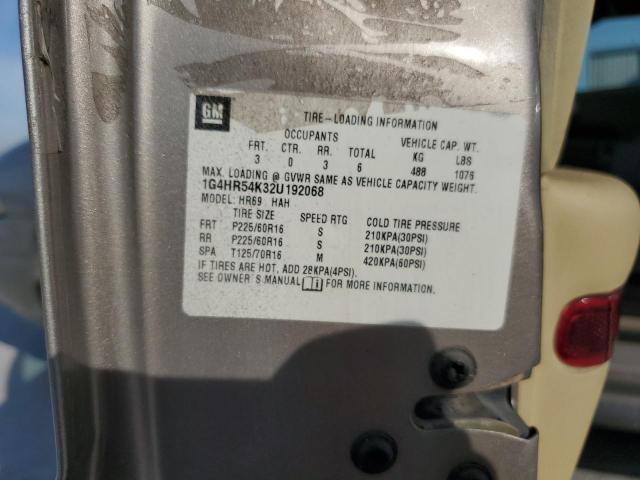 GM
TIRE-LOADING INFORMATION
OCCUPANTS VEHICLE CAP. WT.
FRT. CTR. RR. TOTAL KG LBS
3 0 3 6 488 1076
MAX. LOADING @ GVWR SAME AS VEHICLE CAPACITY WEIGHT.
1G4HR54K32U192068
MODEL: HR69 HAH
TIRE SIZE SPEED RTG COLD TIRE PRESSURE
FRT P225/60R16 S 210KPA(30PSI)
RR P225/60R16 S 210KPA(30PSI)
SPA T125/70R16 M 420KPA(60PSI)
IF TIRES ARE HOT, ADD 28KPA(4PSI).
SEE OWNER'S MANUAL FOR MORE INFORMATION.